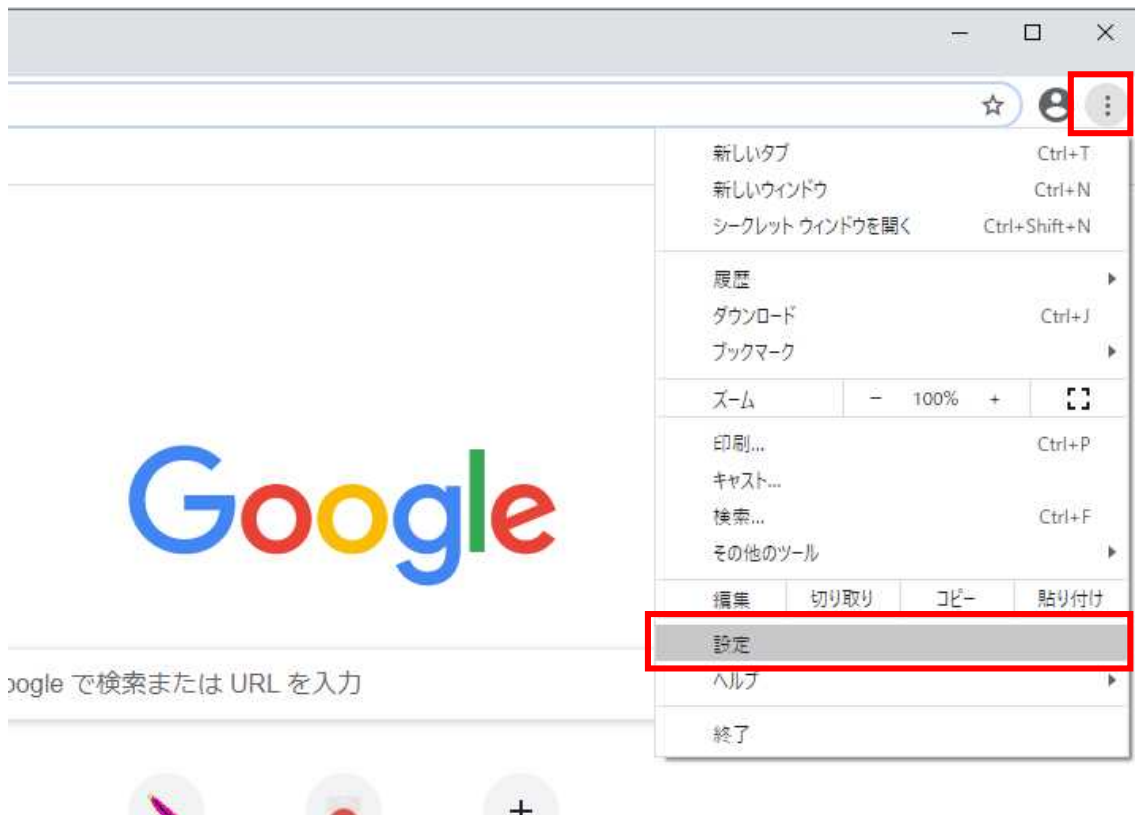 新しいタブ Ctrl+T
新しいウィンドウ Ctrl+N
シークレット ウィンドウを開く Ctrl+Shift+N
履歴
ダウンロード Ctrl+J
ブックマーク
ズーム - 100% +
印刷... Ctrl+P
キャスト...
検索... Ctrl+F
その他のツール
編集 切り取り コピー 貼り付け
設定
ヘルプ
終了
Google
oogle で検索または URL を入力